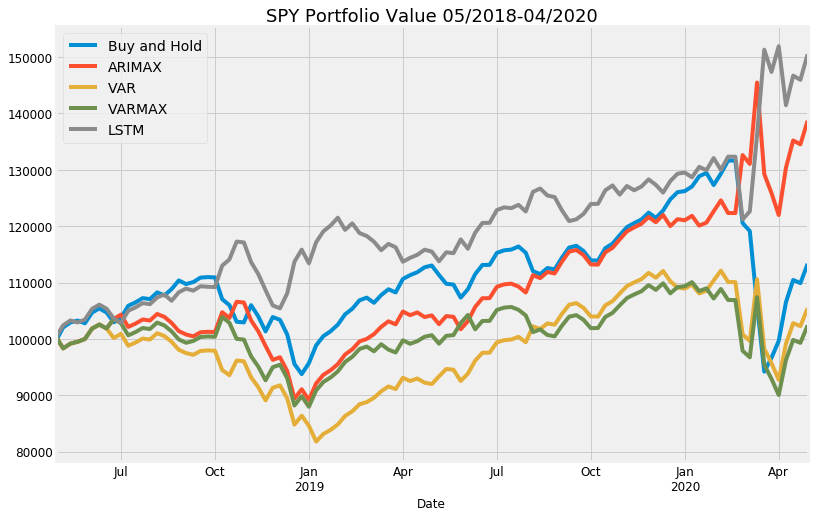 SPY Portfolio Value 05/2018-04/2020
Buy and Hold
ARIMAX
VAR
VARMAX
LSTM
150000
140000
130000
120000
110000
100000
90000
80000
Jul
Oct
Jan
2019
Apr
Jul
Oct
Jan
2020
Apr
Date